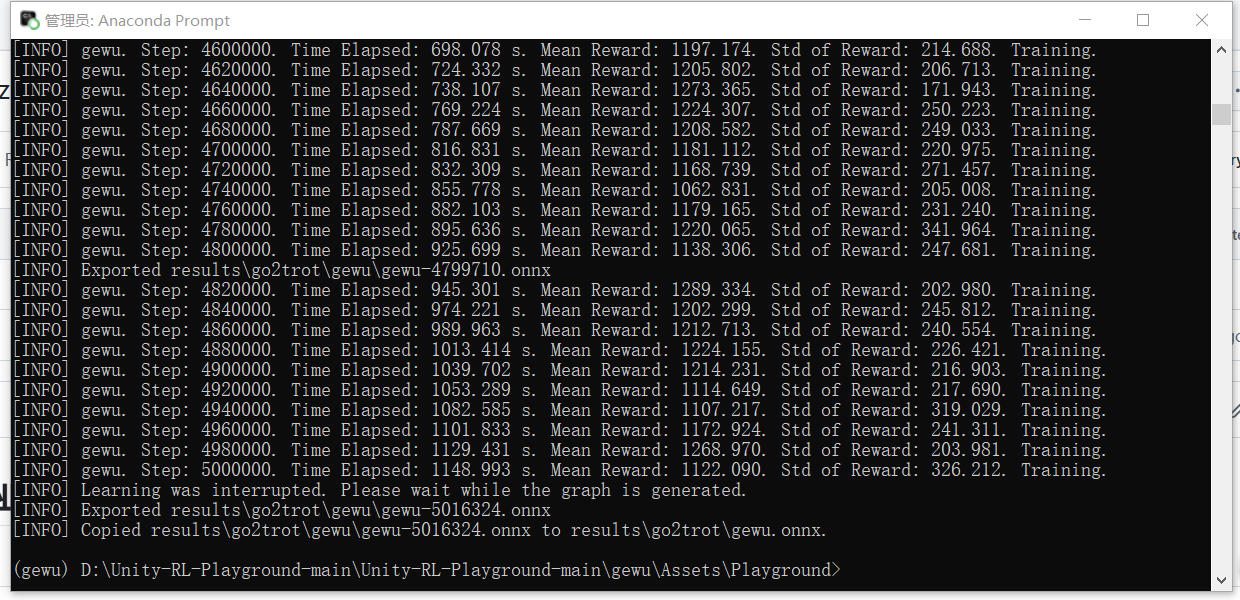 管理员: Anaconda Prompt
[INFO] gewu. Step: 4600000. Time Elapsed: 698.078 s. Mean Reward: 1197.174. Std of Reward: 214.688. Training.
[INFO] gewu. Step: 4620000. Time Elapsed: 724.332 s. Mean Reward: 1205.802. Std of Reward: 206.713. Training.
[INFO] gewu. Step: 4640000. Time Elapsed: 738.107 s. Mean Reward: 1273.365. Std of Reward: 171.943. Training.
[INFO] gewu. Step: 4660000. Time Elapsed: 769.224 s. Mean Reward: 1224.307. Std of Reward: 250.223. Training.
[INFO] gewu. Step: 4680000. Time Elapsed: 787.669 s. Mean Reward: 1208.582. Std of Reward: 249.033. Training.
[INFO] gewu. Step: 4700000. Time Elapsed: 816.831 s. Mean Reward: 1181.112. Std of Reward: 220.975. Training.
[INFO] gewu. Step: 4720000. Time Elapsed: 832.309 s. Mean Reward: 1168.739. Std of Reward: 271.457. Training.
[INFO] gewu. Step: 4740000. Time Elapsed: 855.778 s. Mean Reward: 1062.831. Std of Reward: 205.008. Training.
[INFO] gewu. Step: 4760000. Time Elapsed: 882.103 s. Mean Reward: 1179.165. Std of Reward: 231.240. Training.
[INFO] gewu. Step: 4780000. Time Elapsed: 895.636 s. Mean Reward: 1220.065. Std of Reward: 341.964. Training.
[INFO] gewu. Step: 4800000. Time Elapsed: 925.699 s. Mean Reward: 1138.306. Std of Reward: 247.681. Training.
[INFO] Exported results\go2trot\gewu\gewu-4799710.onnx
[INFO] gewu. Step: 4820000. Time Elapsed: 945.301 s. Mean Reward: 1289.334. Std of Reward: 202.980. Training.
[INFO] gewu. Step: 4840000. Time Elapsed: 974.221 s. Mean Reward: 1202.299. Std of Reward: 245.812. Training.
[INFO] gewu. Step: 4860000. Time Elapsed: 989.963 s. Mean Reward: 1212.713. Std of Reward: 240.554. Training.
[INFO] gewu. Step: 4880000. Time Elapsed: 1013.414 s. Mean Reward: 1224.155. Std of Reward: 226.421. Training.
[INFO] gewu. Step: 4900000. Time Elapsed: 1039.702 s. Mean Reward: 1214.231. Std of Reward: 216.903. Training.
[INFO] gewu. Step: 4920000. Time Elapsed: 1053.289 s. Mean Reward: 1114.649. Std of Reward: 217.690. Training.
[INFO] gewu. Step: 4940000. Time Elapsed: 1082.585 s. Mean Reward: 1107.217. Std of Reward: 319.029. Training.
[INFO] gewu. Step: 4960000. Time Elapsed: 1101.833 s. Mean Reward: 1172.924. Std of Reward: 241.311. Training.
[INFO] gewu. Step: 4980000. Time Elapsed: 1129.431 s. Mean Reward: 1268.970. Std of Reward: 203.981. Training.
[INFO] gewu. Step: 5000000. Time Elapsed: 1148.993 s. Mean Reward: 1122.090. Std of Reward: 326.212. Training.
[INFO] Learning was interrupted. Please wait while the graph is generated.
[INFO] Exported results\go2trot\gewu\gewu-5016324.onnx
[INFO] Copied results\go2trot\gewu\gewu-5016324.onnx to results\go2trot\gewu.onnx.
(gewu) D:\Unity-RL-Playground-main\Unity-RL-Playground-main\gewu\Assets\Playground>